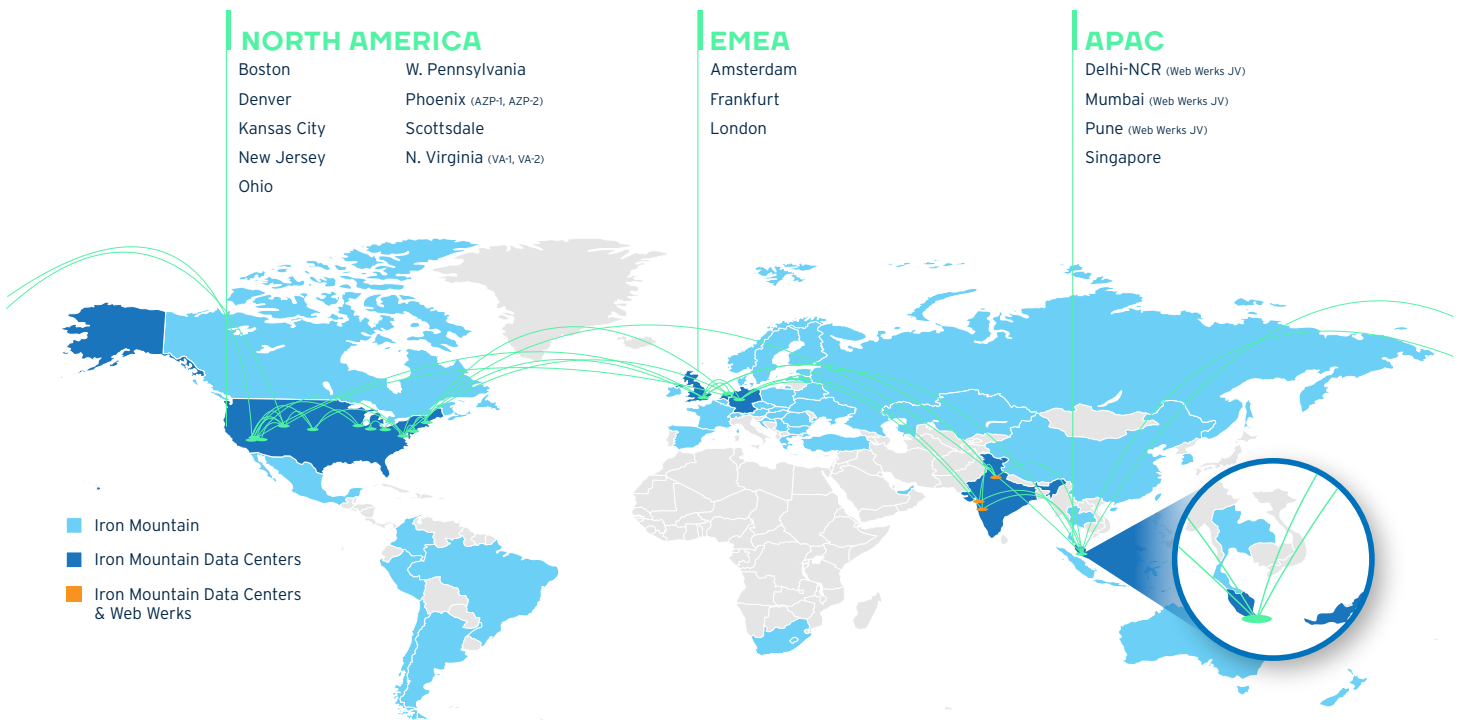 NORTH AMERICA
Boston
Denver
Kansas City
New Jersey
Ohio
W. Pennsylvania
Phoenix (AZP-1, AZP-2)
Scottsdale
N. Virginia (VA-1, VA-2)
EMEA
Amsterdam
Frankfurt
London
APAC
Delhi-NCR (Web Werks JV)
Mumbai (Web Werks JV)
Pune (Web Werks JV)
Singapore
Iron Mountain
Iron Mountain Data Centers
Iron Mountain Data Centers
& Web Werks